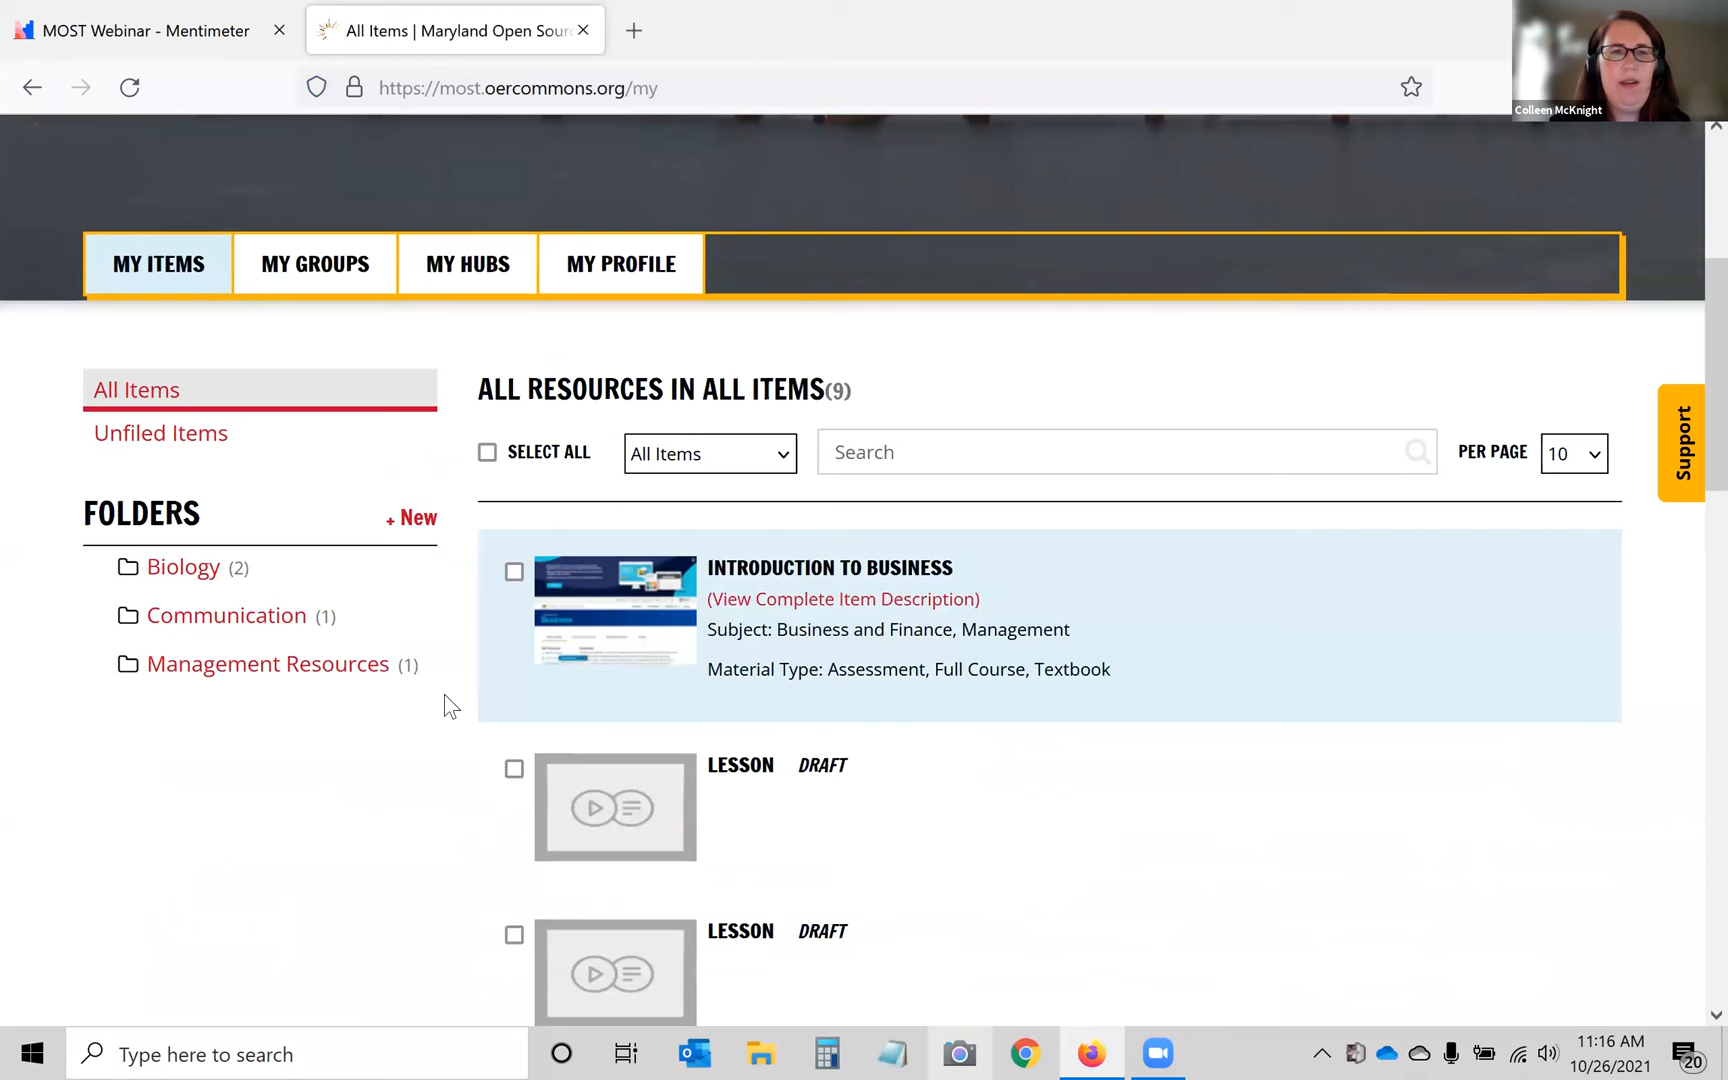 MOST Webinar - Mentimeter
All Items | Maryland Open Sour
https://most.oercommons.org/my
Colleen McKnight
MY ITEMS
MY GROUPS
MY HUBS
MY PROFILE
All Items
Unfiled Items
FOLDERS
+ New
Biology (2)
Communication (1)
Management Resources (1)
ALL RESOURCES IN ALL ITEMS(9)
SELECT ALL
All Items
Search
PER PAGE
10
INTRODUCTION TO BUSINESS
(View Complete Item Description)
Subject: Business and Finance, Management
Material Type: Assessment, Full Course, Textbook
LESSON DRAFT
LESSON DRAFT
Support
Type here to search
11:16 AM
10/26/2021
20